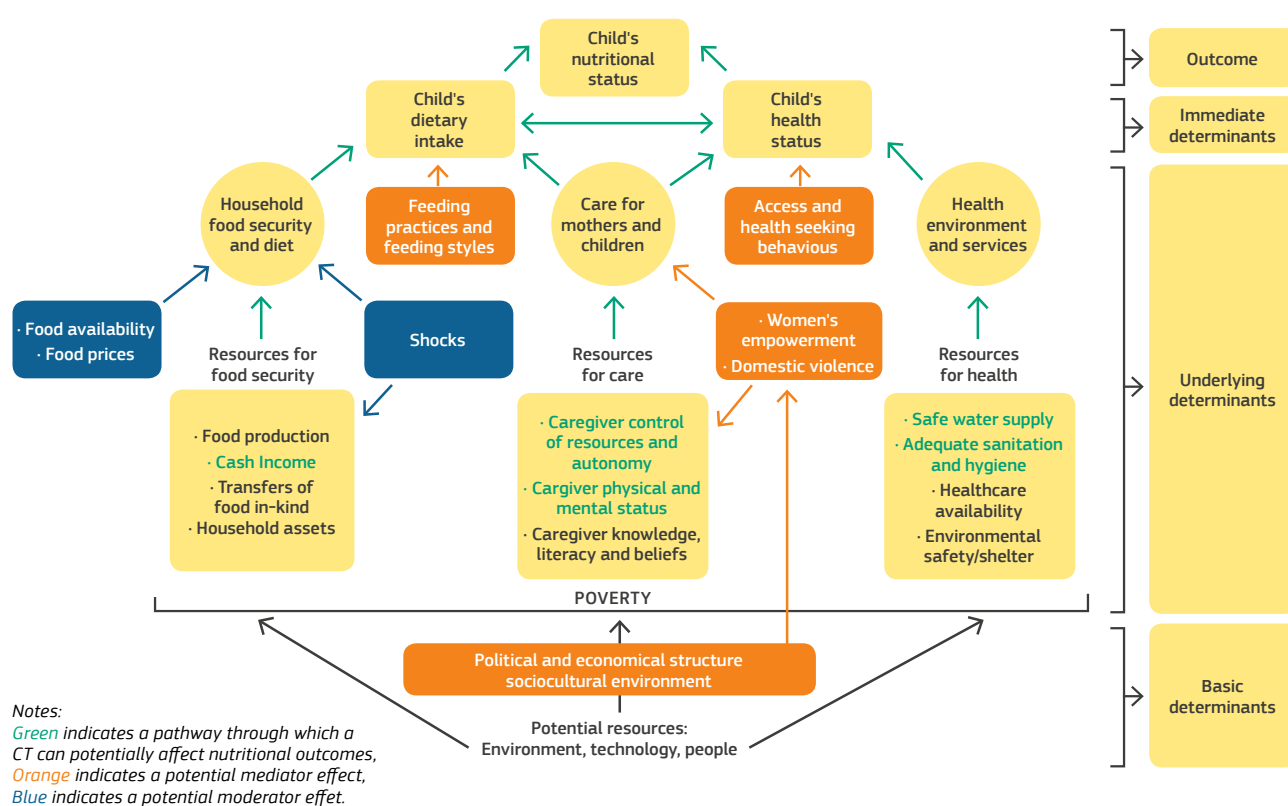 Child's
nutritional
status
Outcome
Child's
dietary
intake
Child's
health
status
Immediate
determinants
Household
food security
and diet
Feeding
practices and
feeding styles
Care for
mothers and
children
Access and
health seeking
behavious
Health
environment
and services
· Food availability
· Food prices
Shocks
· Women's
empowerment
· Domestic violence
Resources for
food security
Resources
for care
Resources
for health
Underlying
determinants
· Food production
· Cash Income
· Transfers of
food in-kind
· Household assets
· Caregiver control
of resources and
autonomy
· Cargiver physical and
mental status
· Caregiver knowledge,
literacy and beliefs
· Safe water supply
· Adequate sanitation
and hygiene
· Healthcare
availability
· Environmental
safety/shelter
POVERTY
Political and economical structure
sociocultural environment
Basic
determinants
Potential resources:
Environment, technology, people
Notes:
Green indicates a pathway through which a
CT can potentially affect nutritional outcomes,
Orange indicates a potential mediator effect,
Blue indicates a potential moderator effet.